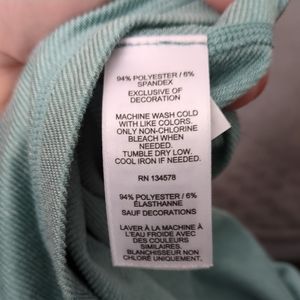 94% POLYESTER / 6%
SPANDEX
EXCLUSIVE OF
DECORATION
MACHINE WASH COLD
WITH LIKE COLORS.
ONLY NON-CHLORINE
BLEACH WHEN
NEEDED.
TUMBLE DRY LOW.
COOL IRON IF NEEDED.
RN 134578
94% POLYESTER / 6%
ÉLASTHANNE
SAUF DECORATIONS
LAVER À LA MACHINE À
L'EAU FROIDE AVEC
DES COULEURS
SIMILAIRES.
BLANCHISSEUR NON
CHLORÉ UNIQUEMENT,